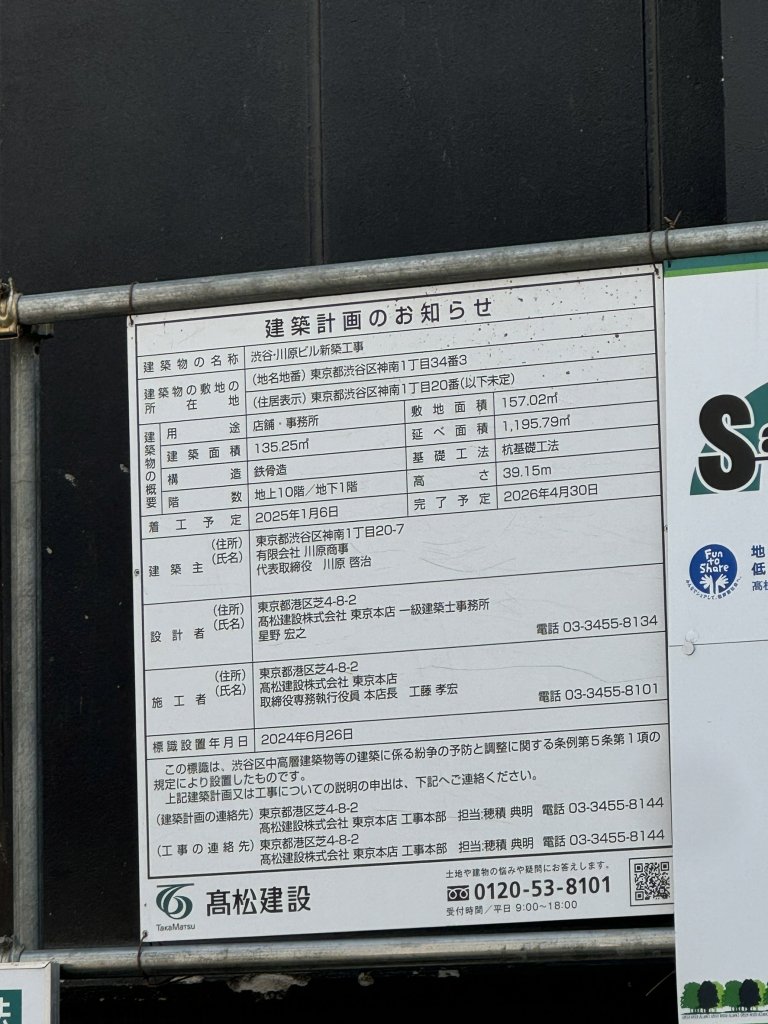 建築計画のお知らせ
建築物の名称 渋谷・川原ビル新築工事
建築物の敷地の所在地 (地名地番) 東京都渋谷区神南1丁目34番3
(住居表示) 東京都渋谷区神南1丁目20番(以下未定)
建築物の概要 用途 店舗・事務所 敷地面積 157.02㎡
建築面積 135.25㎡ 延べ面積 1,195.79㎡
構造 鉄骨造 基礎工法 杭基礎工法
階数 地上10階/地下1階 高さ 39.15m
着工予定 2025年1月6日 完了予定 2026年4月30日
建築主 (住所) 東京都渋谷区神南1丁目20-7
(氏名) 有限会社 川原商事
代表取締役 川原 啓治
設計者 (住所) 東京都港区芝4-8-2
(氏名) 髙松建設株式会社 東京本店 一級建築士事務所
星野 宏之 電話 03-3455-8134
施工者 (住所) 東京都港区芝4-8-2
(氏名) 髙松建設株式会社 東京本店
取締役専務執行役員 本店長 工藤 孝宏 電話 03-3455-8101
標識設置年月日 2024年6月26日
この標識は、渋谷区中高層建築物等の建築に係る紛争の予防と調整に関する条例第5条第1項の
規定により設置したものです。
上記建築計画又は工事についての説明の申出は、下記へご連絡ください。
(建築計画の連絡先) 東京都港区芝4-8-2
髙松建設株式会社 東京本店 工事本部 担当:穂積 典明 電話 03-3455-8144
(工事の連絡先) 東京都港区芝4-8-2
髙松建設株式会社 東京本店 工事本部 担当:穂積 典明 電話 03-3455-8144
TakaMatsu
髙松建設
土地や建物の悩みや疑問にお答えします。
0120-53-8101
受付時間/平日 9:00～18:00
Sa
Fun to Share
地
低